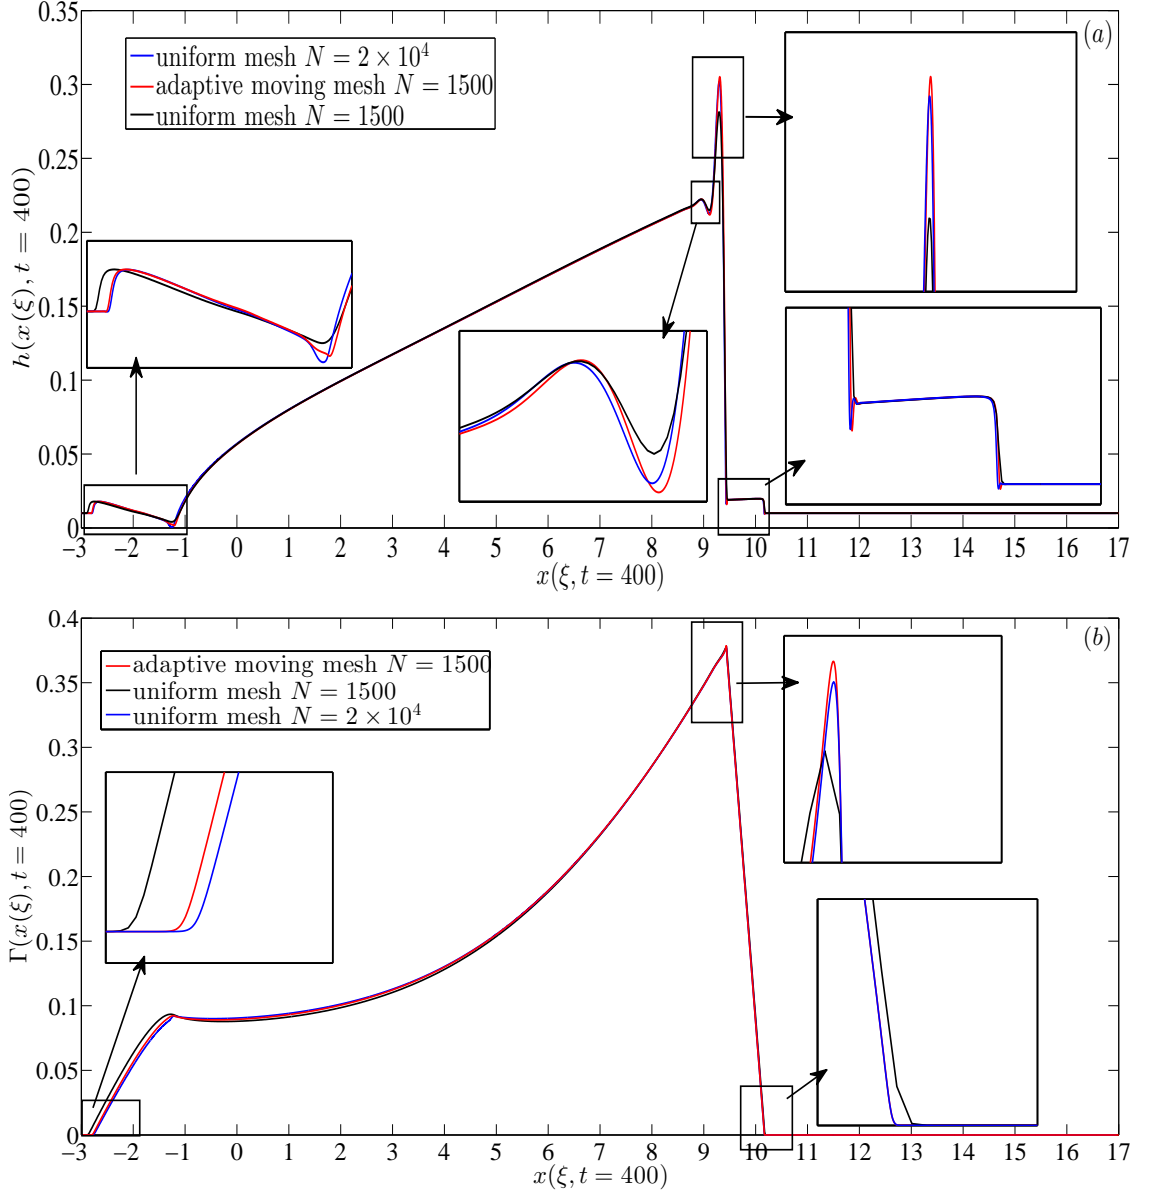 0.35
(a)
uniform mesh N = 2 × 10⁴
adaptive moving mesh N = 1500
uniform mesh N = 1500
0.3
0.25
0.2
0.15
0.1
0.05
0
h(x(ξ), t = 400)
−3 −2 −1 0 1 2 3 4 5 6 7 8 9 10 11 12 13 14 15 16 17
x(ξ, t = 400)
0.4
(b)
adaptive moving mesh N = 1500
uniform mesh N = 1500
uniform mesh N = 2 × 10⁴
0.35
0.3
0.25
0.2
0.15
0.1
0.05
0
Γ(x(ξ), t = 400)
−3 −2 −1 0 1 2 3 4 5 6 7 8 9 10 11 12 13 14 15 16 17
x(ξ, t = 400)